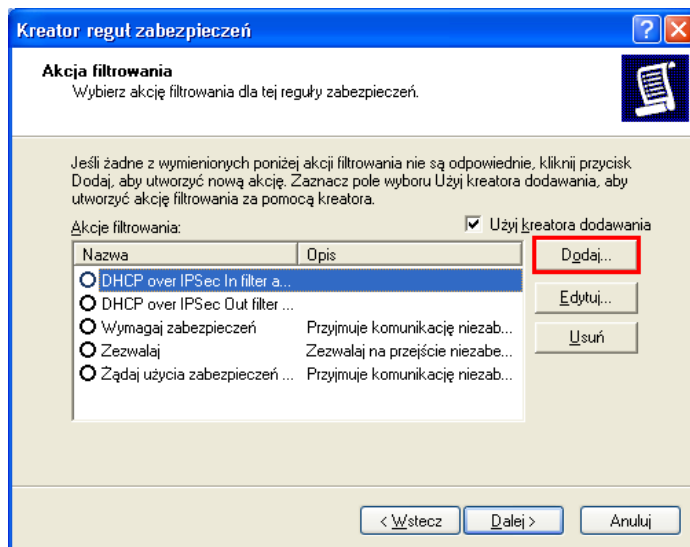 Kreator reguł zabezpieczeń
Akcja filtrowania
Wybierz akcję filtrowania dla tej reguły zabezpieczeń.
Jeśli żadne z wymienionych poniżej akcji filtrowania nie są odpowiednie, kliknij przycisk
Dodaj, aby utworzyć nową akcję. Zaznacz pole wyboru Użyj kreatora dodawania, aby
utworzyć akcję filtrowania za pomocą kreatora.
Akcje filtrowania:
Użyj kreatora dodawania
Nazwa Opis
DHCP over IPSec In filter a...
DHCP over IPSec Out filter ...
Wymagaj zabezpieczeń Przyjmuje komunikację niezab...
Zezwalaj Zezwalaj na przejście niezabe...
Żądaj użycia zabezpieczeń ... Przyjmuje komunikację niezab...
Dodaj...
Edytuj...
Usuń
< Wstecz Dalej > Anuluj